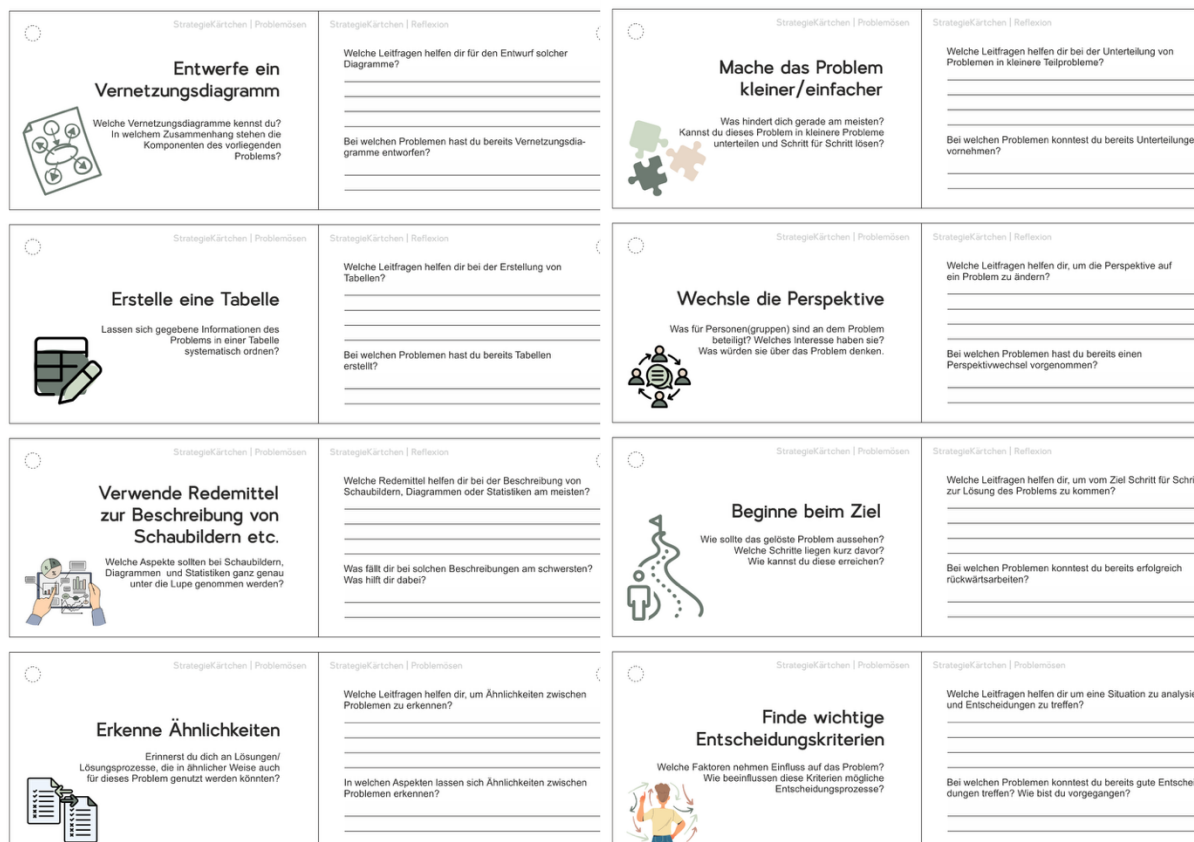 StrategieKärtchen | Problemösen
Entwerfe ein
Vernetzungsdiagramm
Welche Vernetzungsdiagramme kennst du?
In welchem Zusammenhang stehen die
Komponenten des vorliegenden
Problems?
StrategieKärtchen | Reflexion
Welche Leitfragen helfen dir für den Entwurf solcher
Diagramme?
Bei welchen Problemen hast du bereits Vernetzungsdia-
gramme entworfen?
StrategieKärtchen | Problemösen
Mache das Problem
kleiner/einfacher
Was hindert dich gerade am meisten?
Kannst du dieses Problem in kleinere Probleme
unterteilen und Schritt für Schritt lösen?
StrategieKärtchen | Reflexion
Welche Leitfragen helfen dir bei der Unterteilung von
Problemen in kleinere Teilprobleme?
Bei welchen Problemen konntest du bereits Unterteilunge
vornehmen?
StrategieKärtchen | Problemösen
Erstelle eine Tabelle
Lassen sich gegebene Informationen des
Problems in einer Tabelle
systematisch ordnen?
StrategieKärtchen | Reflexion
Welche Leitfragen helfen dir bei der Erstellung von
Tabellen?
Bei welchen Problemen hast du bereits Tabellen
erstellt?
StrategieKärtchen | Problemösen
Wechsle die Perspektive
Was für Personen(gruppen) sind an dem Problem
beteiligt? Welches Interesse haben sie?
Was würden sie über das Problem denken.
StrategieKärtchen | Reflexion
Welche Leitfragen helfen dir, um die Perspektive auf
ein Problem zu ändern?
Bei welchen Problemen hast du bereits einen
Perspektivwechsel vorgenommen?
StrategieKärtchen | Problemösen
Verwende Redemittel
zur Beschreibung von
Schaubildern etc.
Welche Aspekte sollten bei Schaubildern,
Diagrammen und Statistiken ganz genau
unter die Lupe genommen werden?
StrategieKärtchen | Reflexion
Welche Redemittel helfen dir bei der Beschreibung von
Schaubildern, Diagrammen oder Statistiken am meisten?
Was fällt dir bei solchen Beschreibungen am schwersten?
Was hilft dir dabei?
StrategieKärtchen | Problemösen
Beginne beim Ziel
Wie sollte das gelöste Problem aussehen?
Welche Schritte liegen kurz davor?
Wie kannst du diese erreichen?
StrategieKärtchen | Reflexion
Welche Leitfragen helfen dir, um vom Ziel Schritt für Schri
zur Lösung des Problems zu kommen?
Bei welchen Problemen konntest du bereits erfolgreich
rückwärtsarbeiten?
StrategieKärtchen | Problemösen
Erkenne Ähnlichkeiten
Erinnerst du dich an Lösungen/
Lösungsprozesse, die in ähnlicher Weise auch
für dieses Problem genutzt werden könnten?
StrategieKärtchen | Problemösen
Welche Leitfragen helfen dir, um Ähnlichkeiten zwischen
Problemen zu erkennen?
In welchen Aspekten lassen sich Ähnlichkeiten zwischen
Problemen erkennen?
StrategieKärtchen | Problemösen
Finde wichtige
Entscheidungskriterien
Welche Faktoren nehmen Einfluss auf das Problem?
Wie beeinflussen diese Kriterien mögliche
Entscheidungsprozesse?
StrategieKärtchen | Problemösen
Welche Leitfragen helfen dir um eine Situation zu analysie
und Entscheidungen zu treffen?
Bei welchen Problemen konntest du bereits gute Entschei
dungen treffen? Wie bist du vorgegangen?